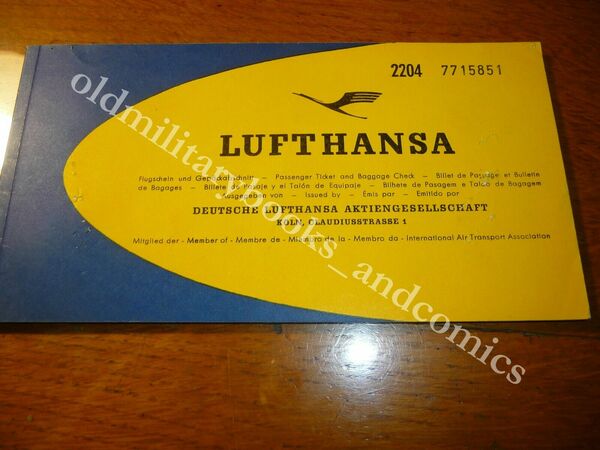 2204 7715851
LUFTHANSA
Flugschein und Gepäckabschnitt - Passenger Ticket and Baggage Check - Billet de Passage et Bulletin
de Bagages - Billete de Pasaje y el Talón de Equipaje - Bilhete de Pasagem e Talão de Bagagem
Ausgegeben von - Issued by - Émis par - Emitido por
DEUTSCHE LUFTHANSA AKTIENGESELLSCHAFT
KÖLN, CLAUDIUSSTRASSE 1
Mitglied der - Member of - Membre de - Miembro de la - Membro da - International Air Transport Association
oldmilitarybooks_andcomics